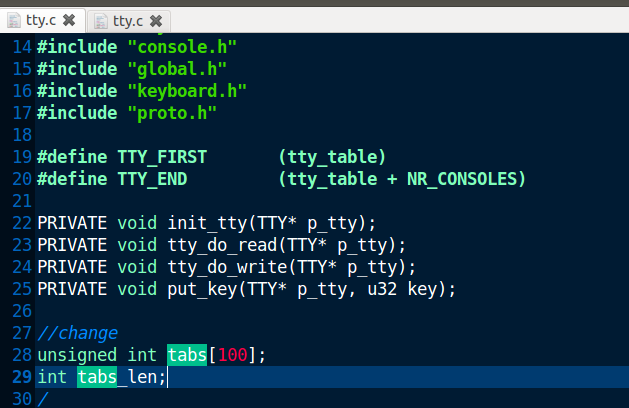 tty.c ✖ tty.c ✖
14 #include "console.h"
15 #include "global.h"
16 #include "keyboard.h"
17 #include "proto.h"
18
19 #define TTY_FIRST (tty_table)
20 #define TTY_END (tty_table + NR_CONSOLES)
21
22 PRIVATE void init_tty(TTY* p_tty);
23 PRIVATE void tty_do_read(TTY* p_tty);
24 PRIVATE void tty_do_write(TTY* p_tty);
25 PRIVATE void put_key(TTY* p_tty, u32 key);
26
27 //change
28 unsigned int tabs[100];
29 int tabs_len;
30 /